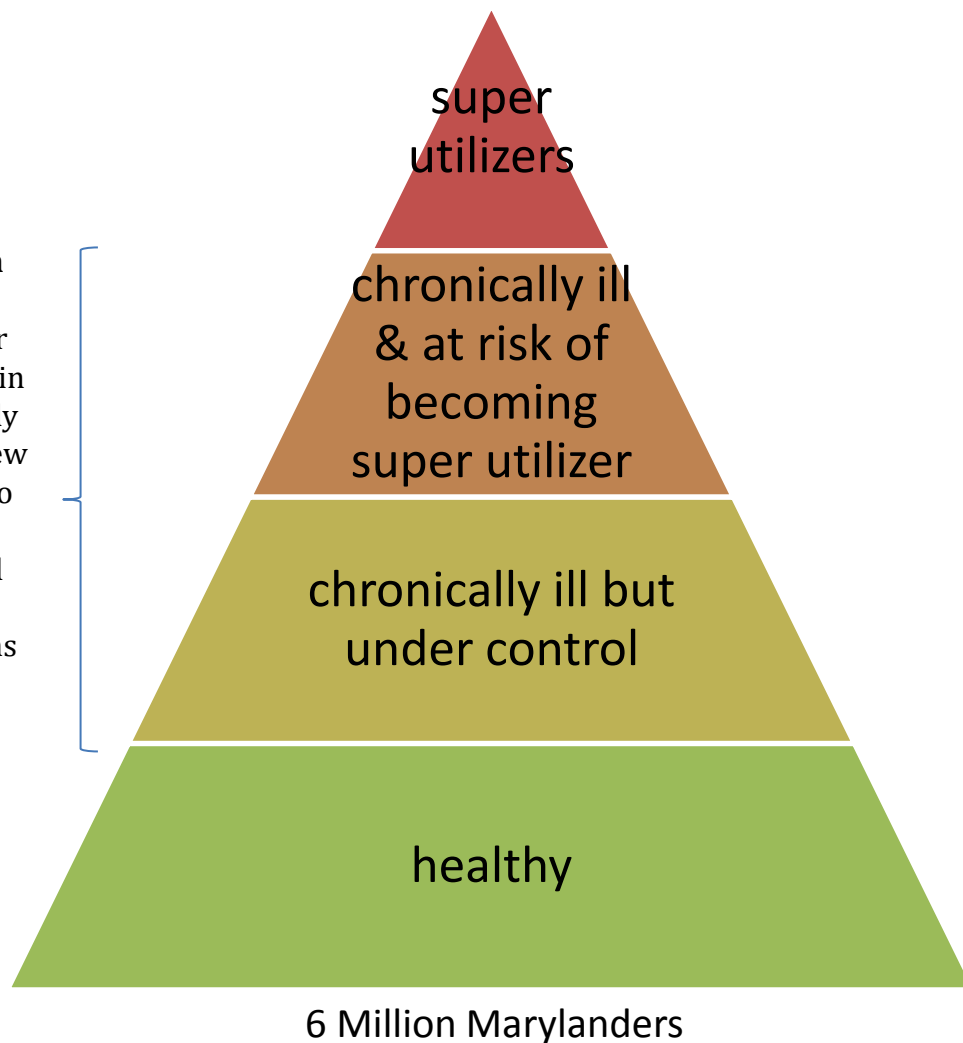 super
utilizers
chronically ill
& at risk of
becoming
super utilizer
chronically ill but
under control
healthy
6 Million Marylanders
in